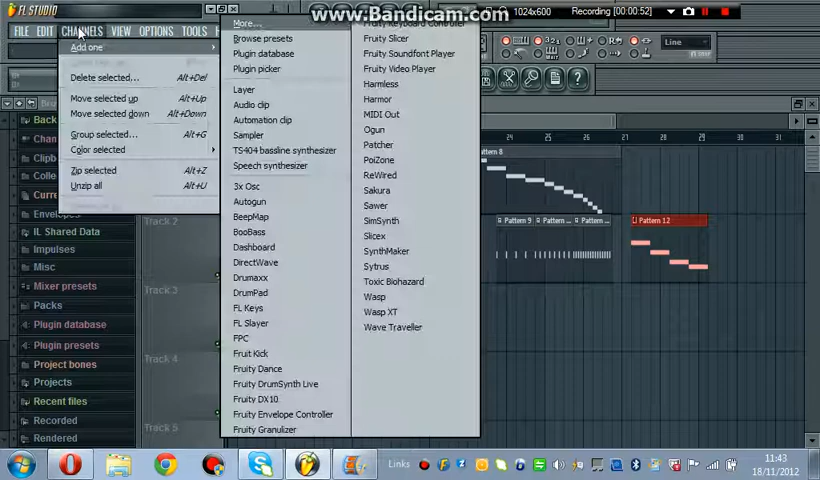 www.Bandicam.com
1024x600
Recording [00:00:52]
FL STUDIO
FILE EDIT CHANNELS VIEW OPTIONS TOOLS
Line
Add one
Delete selected... Alt+Del
Move selected up Alt+Up
Move selected down Alt+Down
Group selected... Alt+G
Color selected
Zip selected Alt+Z
Unzip all Alt+U
More...
Browse presets
Plugin database
Plugin picker
Layer
Audio clip
Automation clip
Sampler
TS404 bassline synthesizer
Speech synthesizer
3x Osc
Autogun
BeepMap
BooBass
Dashboard
DirectWave
Drumaxx
DrumPad
FL Keys
FL Slayer
FPC
Fruit Kick
Fruity Dance
Fruity DrumSynth Live
Fruity DX10
Fruity Envelope Controller
Fruity Granulizer
Fruity Keyboard Controller
Fruity Slicer
Fruity Soundfont Player
Fruity Video Player
Harmless
Harmor
MIDI Out
Ogun
Patcher
PoiZone
ReWired
Sakura
Sawer
SimSynth
Slicex
SynthMaker
Sytrus
Toxic Biohazard
Wasp
Wasp XT
Wave Traveller
Back
Chan
Clipb
Colle
Curre
Envelopes
IL Shared Data
Impulses
Misc
Mixer presets
Packs
Plugin database
Plugin presets
Project bones
Projects
Recent files
Recorded
Rendered
Track 2
Track 3
Track 4
Track 5
24 25 26 27 28 29
Pattern 8
Pattern 9
Pattern ...
Pattern ...
Pattern 12
Links
11:43
18/11/2012